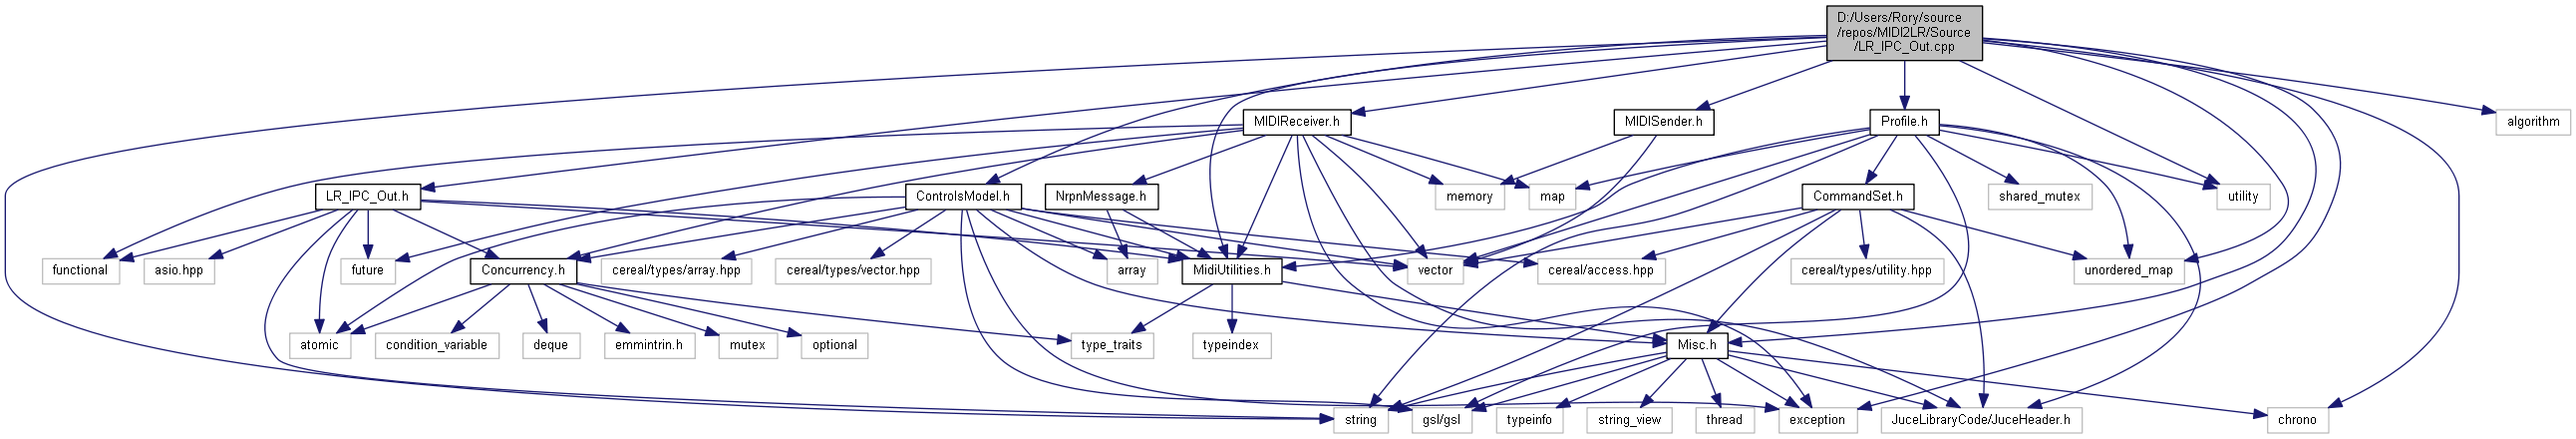 D:/Users/Rory/source
/repos/MIDI2LR/Source
/LR_IPC_Out.cpp
MIDIReceiver.h
MIDISender.h
Profile.h
algorithm
LR_IPC_Out.h
ControlsModel.h
NrpnMessage.h
memory
map
CommandSet.h
shared_mutex
utility
functional
asio.hpp
future
Concurrency.h
cereal/types/array.hpp
cereal/types/vector.hpp
array
MidiUtilities.h
vector
cereal/access.hpp
cereal/types/utility.hpp
unordered_map
atomic
condition_variable
deque
emmintrin.h
mutex
optional
type_traits
typeindex
Misc.h
string
gsl/gsl
typeinfo
string_view
thread
exception
JuceLibraryCode/JuceHeader.h
chrono